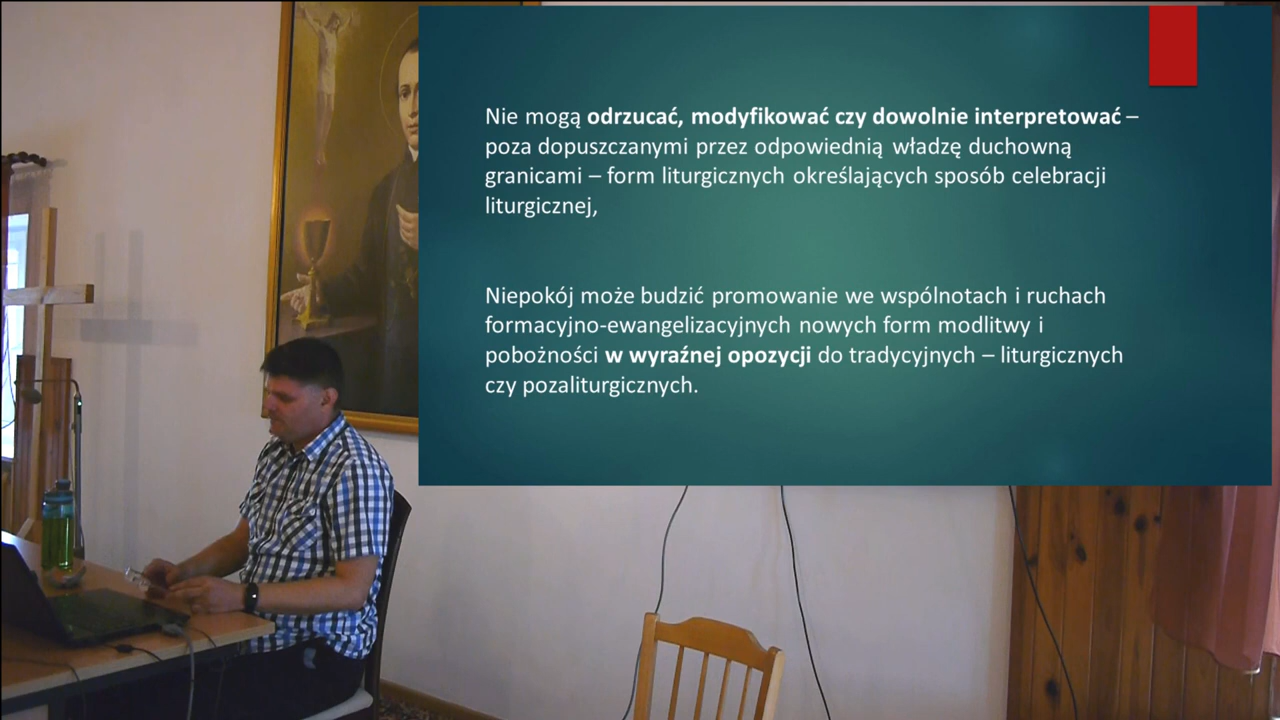 Nie mogą odrzucać, modyfikować czy dowolnie interpretować –
poza dopuszczanymi przez odpowiednią władzę duchowną
granicami – form liturgicznych określających sposób celebracji
liturgicznej,
Niepokój może budzić promowanie we wspólnotach i ruchach
formacyjno-ewangelizacyjnych nowych form modlitwy i
pobożności w wyraźnej opozycji do tradycyjnych – liturgicznych
czy pozaliturgicznych.